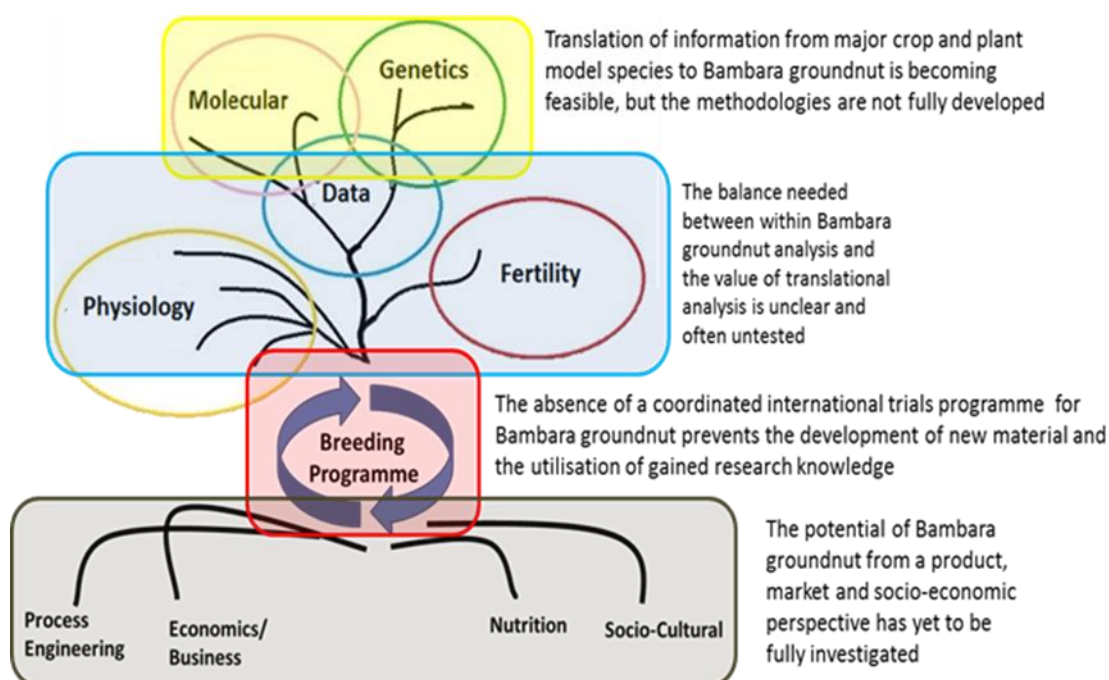 Molecular
Genetics
Translation of information from major crop and plant
model species to Bambara groundnut is becoming
feasible, but the methodologies are not fully developed
Data
Physiology
Fertility
The balance needed
between within Bambara
groundnut analysis and
the value of translational
analysis is unclear and
often untested
Breeding
Programme
The absence of a coordinated international trials programme for
Bambara groundnut prevents the development of new material and
the utilisation of gained research knowledge
Process
Engineering
Economics/
Business
Nutrition
Socio-Cultural
The potential of Bambara
groundnut from a product,
market and socio-economic
perspective has yet to be
fully investigated